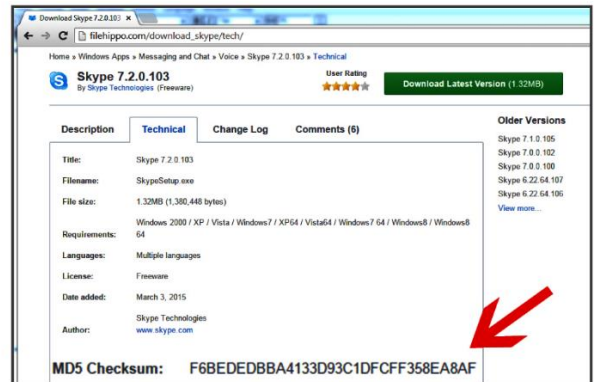 Download Skype 7.2.0.103
filehippo.com/download_skype/tech/
Home » Windows Apps » Messaging and Chat » Voice » Skype 7.2.0.103 » Technical
Skype 7.2.0.103
By Skype Technologies (Freeware)
User Rating
Download Latest Version (1.32MB)
Description Technical Change Log Comments (6)
Title: Skype 7.2.0.103
Filename: SkypeSetup.exe
File size: 1.32MB (1,380,448 bytes)
Windows 2000 / XP / Vista / Windows7 / XP64 / Vista64 / Windows7 64 / Windows8 / Windows8
Requirements: 64
Languages: Multiple languages
License: Freeware
Date added: March 3, 2015
Skype Technologies
Author: www.skype.com
MD5 Checksum: F6BEDEDBBA4133D93C1DFCFF358EA8AF
Older Versions
Skype 7.1.0.105
Skype 7.0.0.102
Skype 7.0.0.100
Skype 6.22.64.107
Skype 6.22.64.106
View more...